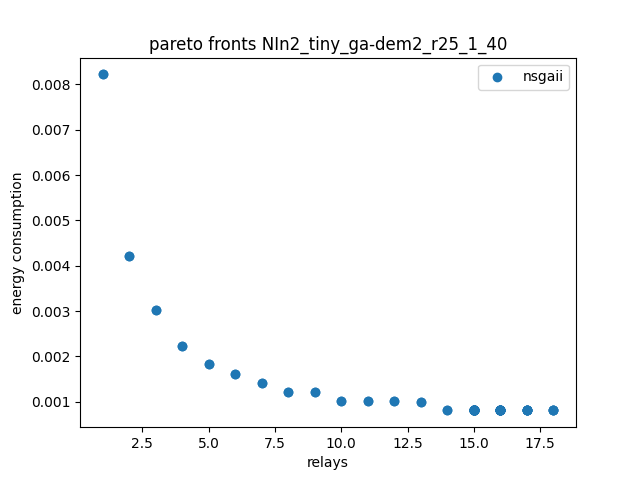 pareto fronts NIn2_tiny_ga-dem2_r25_1_40
nsgaii
0.008
0.007
0.006
0.005
0.004
0.003
0.002
0.001
energy consumption
2.5 5.0 7.5 10.0 12.5 15.0 17.5
relays